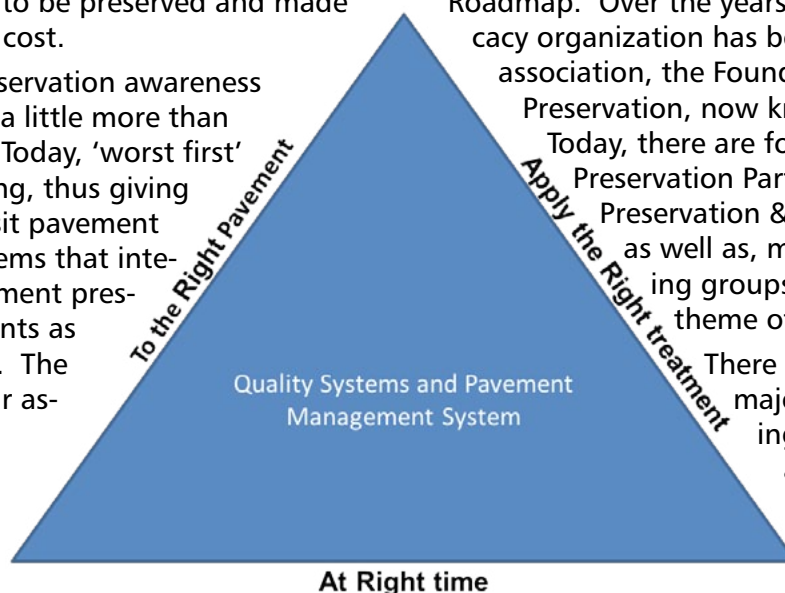 to be preserved and made
cost.
servation awareness
a little more than
Today, ‘worst first’
ng, thus giving
sit pavement
ems that inte-
ment pres-
nts as
. The
r as-
To the Right Pavement
Quality Systems and Pavement
Management System
Apply the Right treatment
At Right time
Roadmap. Over the years
cacy organization has be
association, the Found
Preservation, now kn
Today, there are fo
Preservation Par
Preservation &
as well as, m
ing groups
theme o
There
maj
ing